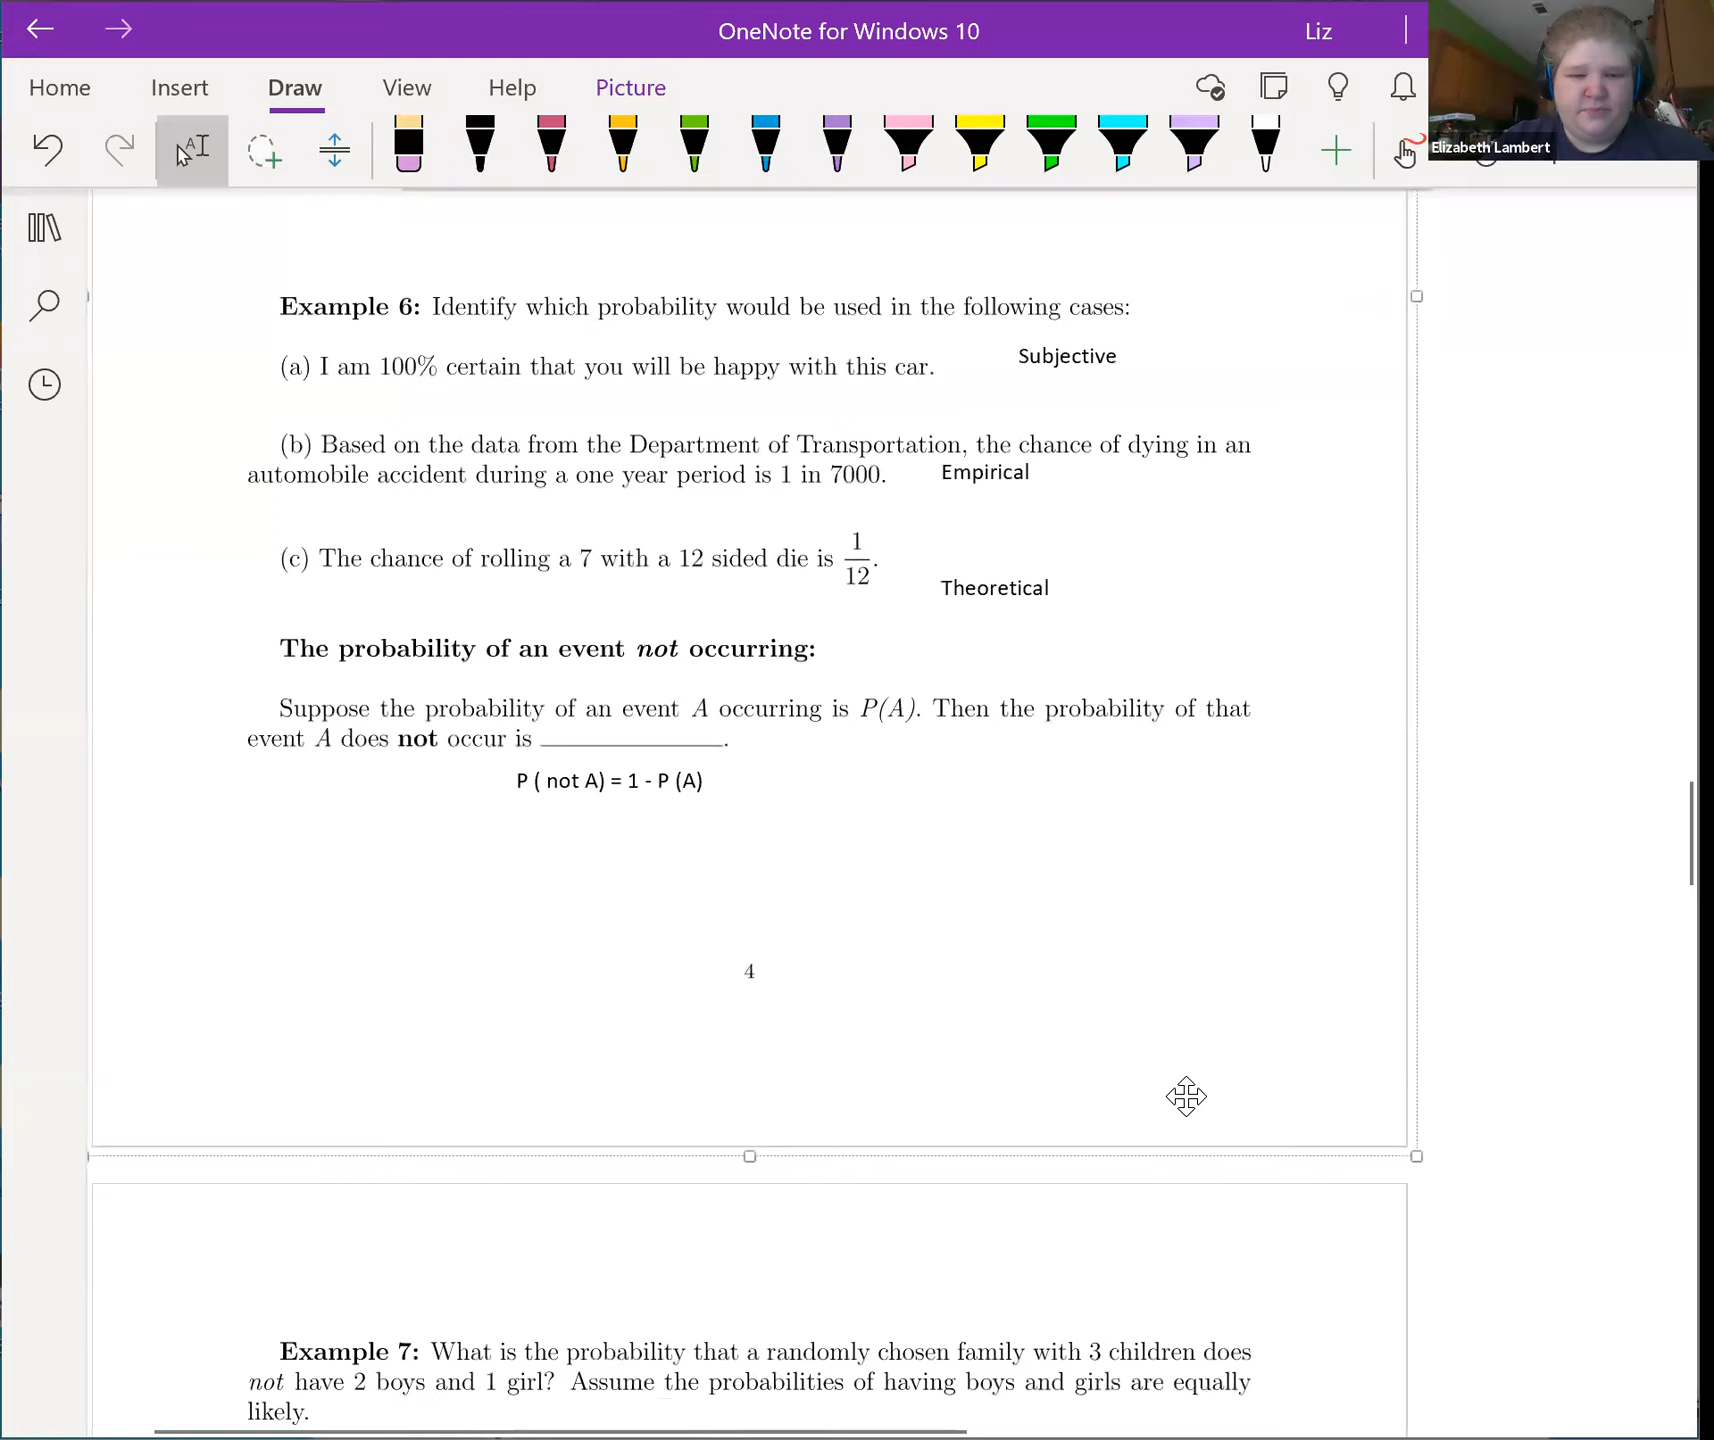 OneNote for Windows 10
Liz
Home
Insert
Draw
View
Help
Picture
Elizabeth Lambert
Example 6: Identify which probability would be used in the following cases:
(a) I am 100% certain that you will be happy with this car.
Subjective
(b) Based on the data from the Department of Transportation, the chance of dying in an
automobile accident during a one year period is 1 in 7000.
Empirical
(c) The chance of rolling a 7 with a 12 sided die is 1/12.
Theoretical
The probability of an event not occurring:
Suppose the probability of an event A occurring is P(A). Then the probability of that
event A does not occur is ____________.
P ( not A) = 1 - P (A)
4
Example 7: What is the probability that a randomly chosen family with 3 children does
not have 2 boys and 1 girl? Assume the probabilities of having boys and girls are equally
likely.